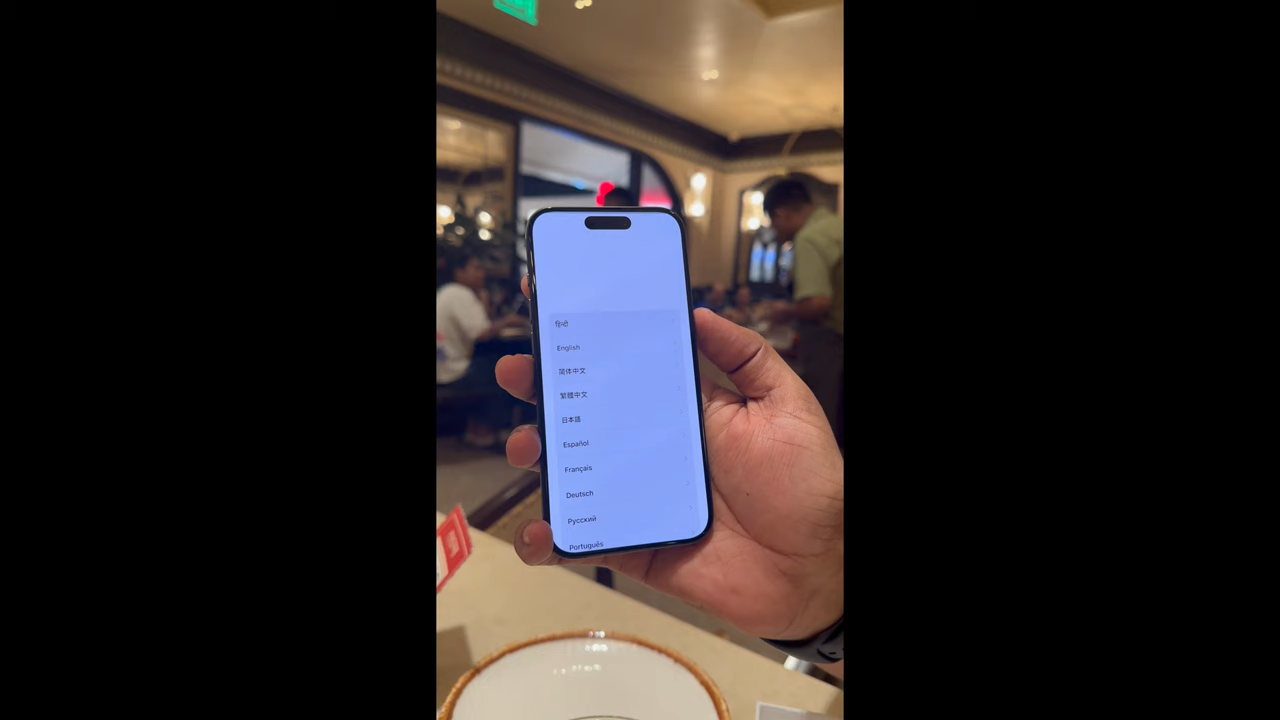 हिन्दी
English
简体中文
繁體中文
日本語
Español
Français
Deutsch
Русский
Português